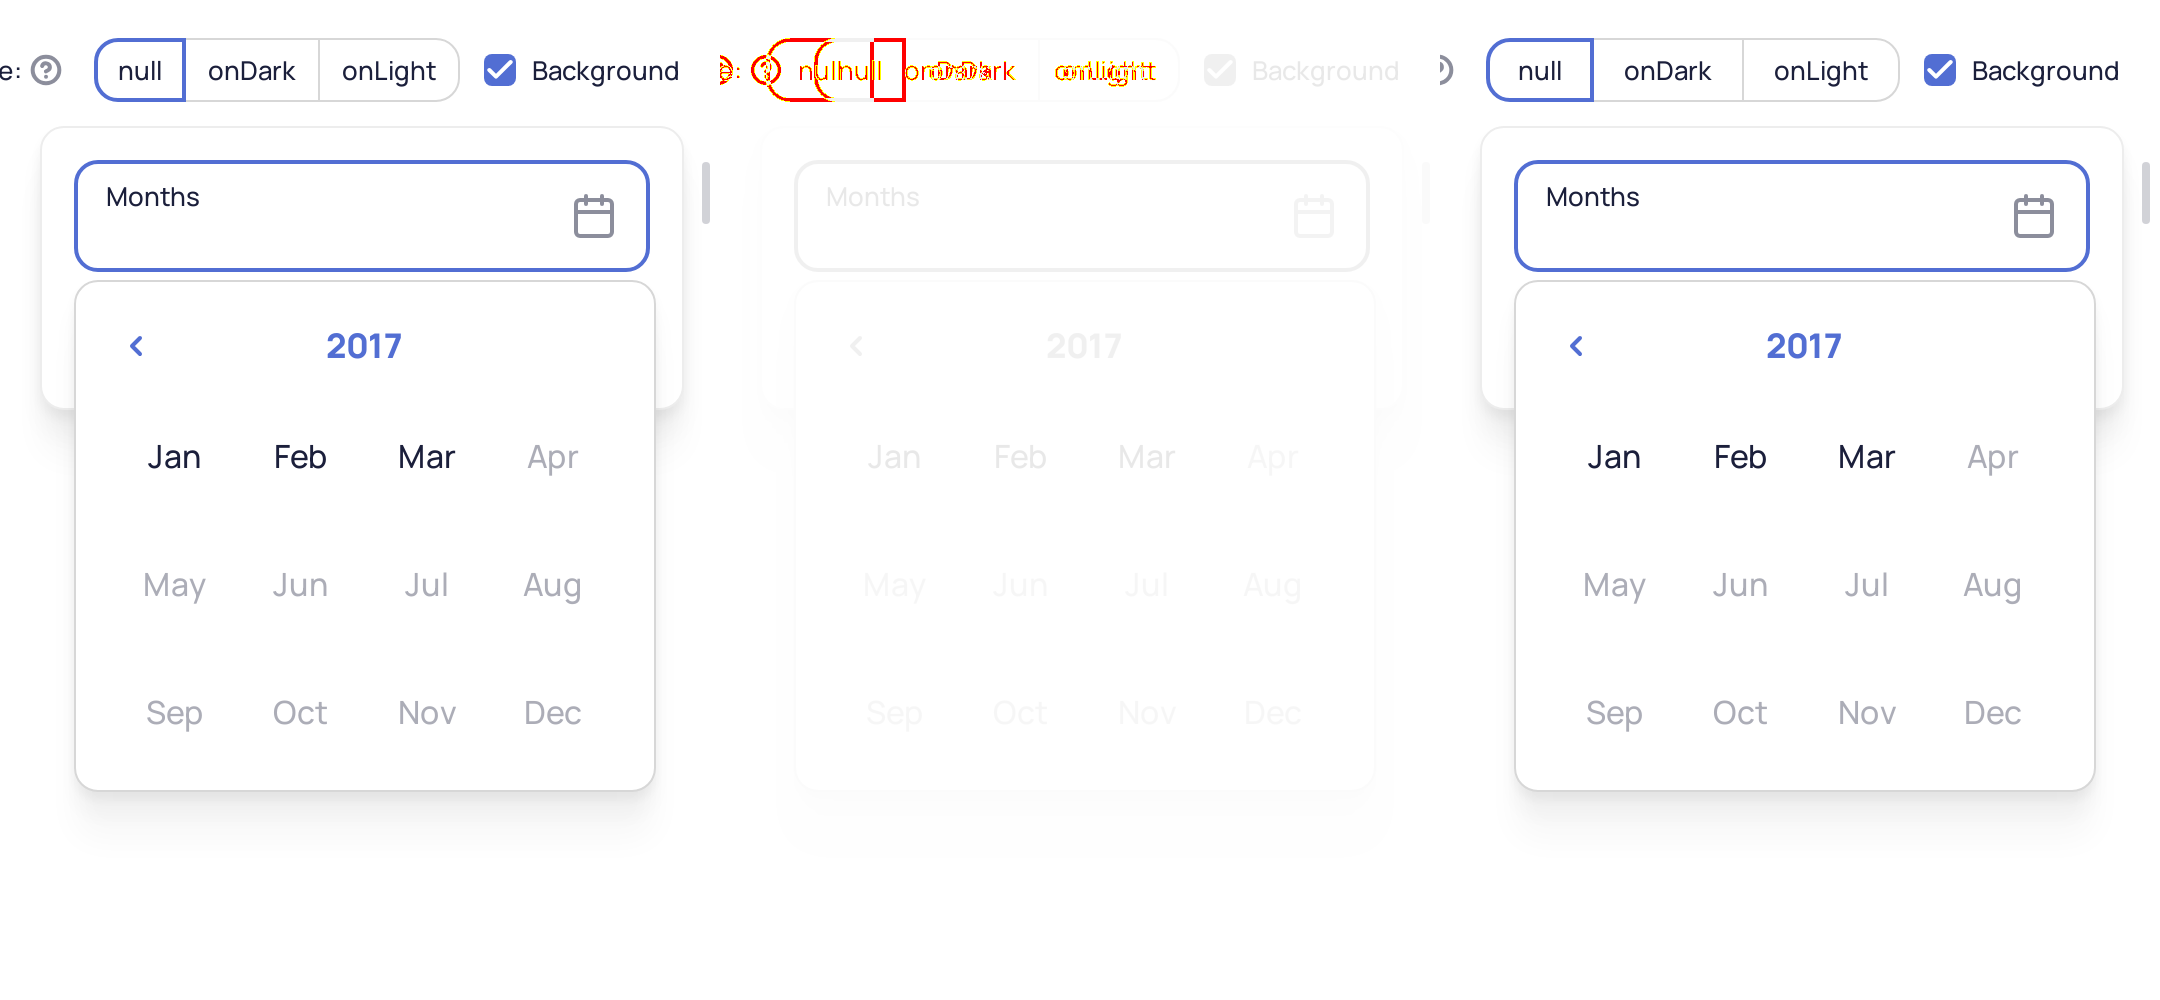 e: null onDark onLight Background
Months
2017
Jan Feb Mar Apr
May Jun Jul Aug
Sep Oct Nov Dec
e: null null onDark onLight Background
Months
2017
Jan Feb Mar Apr
May Jun Jul Aug
Sep Oct Nov Dec
null onDark onLight Background
Months
2017
Jan Feb Mar Apr
May Jun Jul Aug
Sep Oct Nov Dec